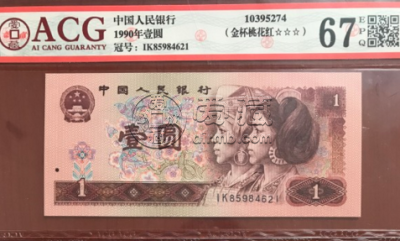 ACG
AI CANG GUARANTY
中国人民银行
1990年壹圆
冠号：IK85984621
10395274
（金杯桃花红☆☆☆）
67
EPQ
中国人民银行
1
壹圆
1
IK85984621